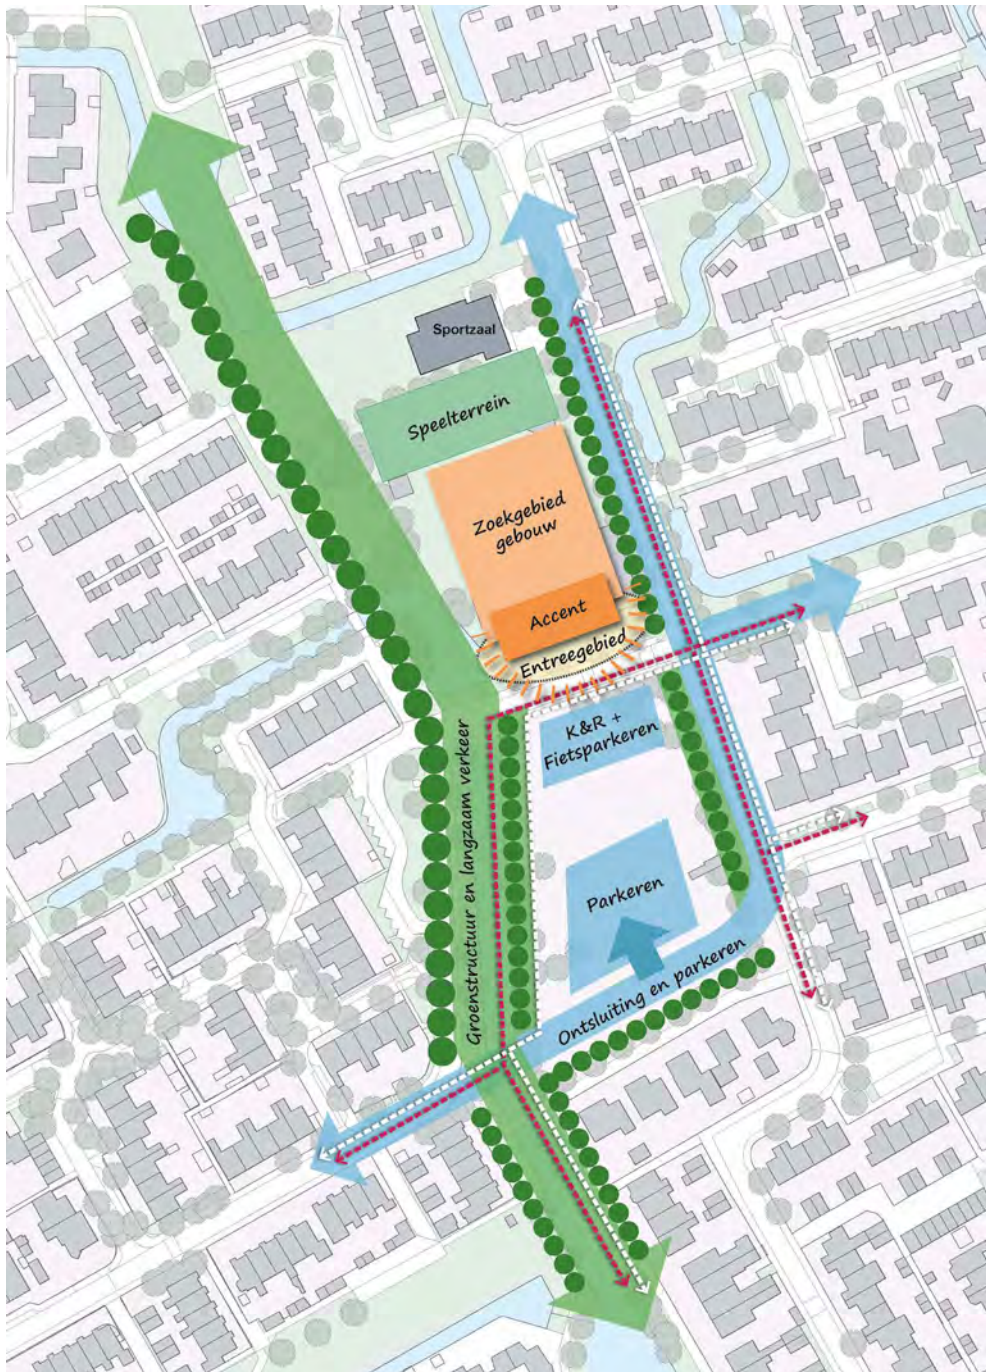 Sportzaal
Speelterrein
Zoekgebied
gebouw
Accent
Entreegebied
K&R +
Fietsparkeren
Groenstructuur en langzaam verkeer
Parkeren
Ontsluiting en parkeren